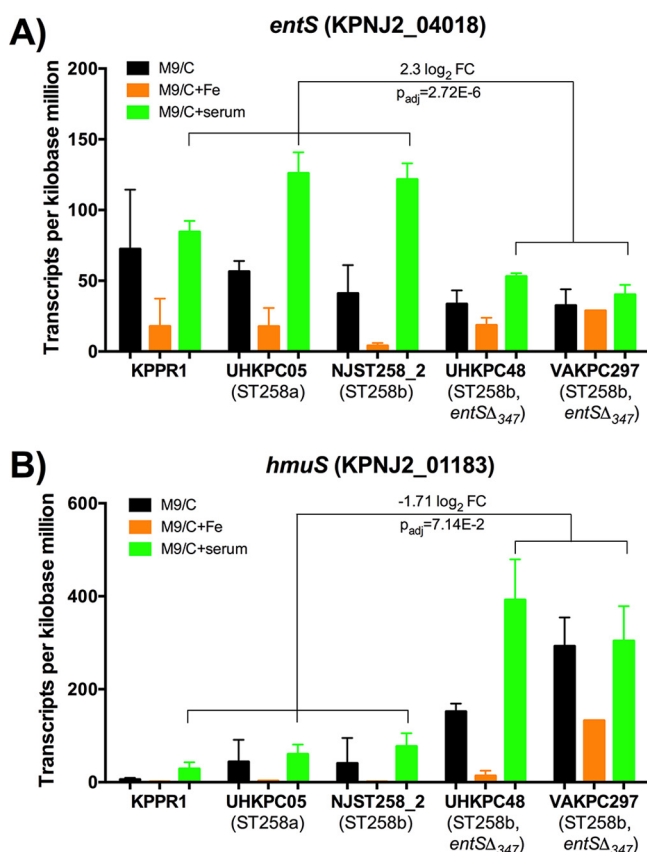 A)
entS (KPNJ2_04018)
M9/C
M9/C+Fe
M9/C+serum
2.3 log2 FC
padj=2.72E-6
Transcripts per kilobase million
200
150
100
50
0
KPPR1 UHKPC05 NJST258_2 UHKPC48 VAKPC297
(ST258a) (ST258b) (ST258b, (ST258b,
entSΔ347) entSΔ347)
B)
hmuS (KPNJ2_01183)
M9/C
M9/C+Fe
M9/C+serum
-1.71 log2 FC
padj=7.14E-2
Transcripts per kilobase million
600
400
200
0
KPPR1 UHKPC05 NJST258_2 UHKPC48 VAKPC297
(ST258a) (ST258b) (ST258b, (ST258b,
entSΔ347) entSΔ347)